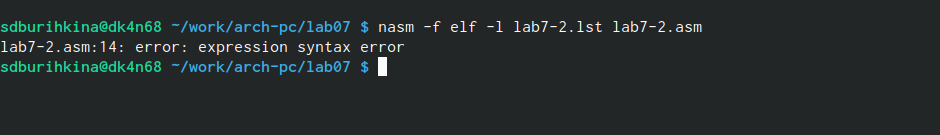 sdburihkina@dk4n68 ~/work/arch-pc/lab07 $ nasm -f elf -l lab7-2.lst lab7-2.asm
lab7-2.asm:14: error: expression syntax error
sdburihkina@dk4n68 ~/work/arch-pc/lab07 $